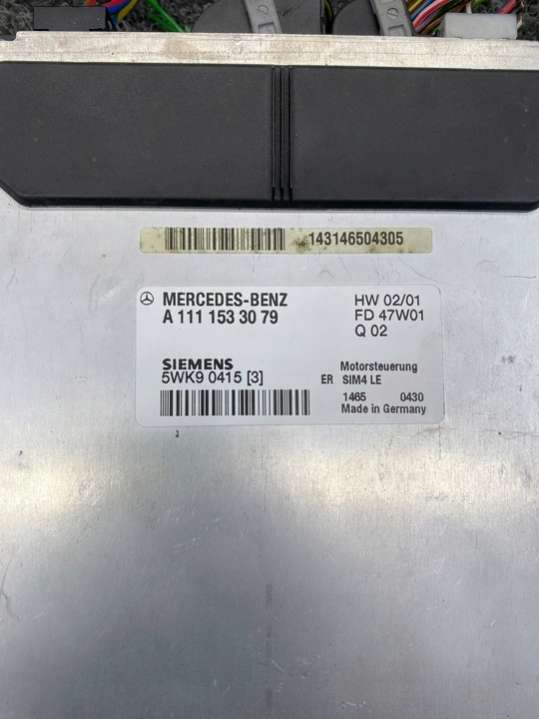 143146504305
MERCEDES-BENZ HW 02/01
A 111 153 30 79 FD 47W01
Q 02
SIEMENS Motorsteuerung
5WK9 0415 [3] ER SIM4 LE
1465 0430
Made in Germany